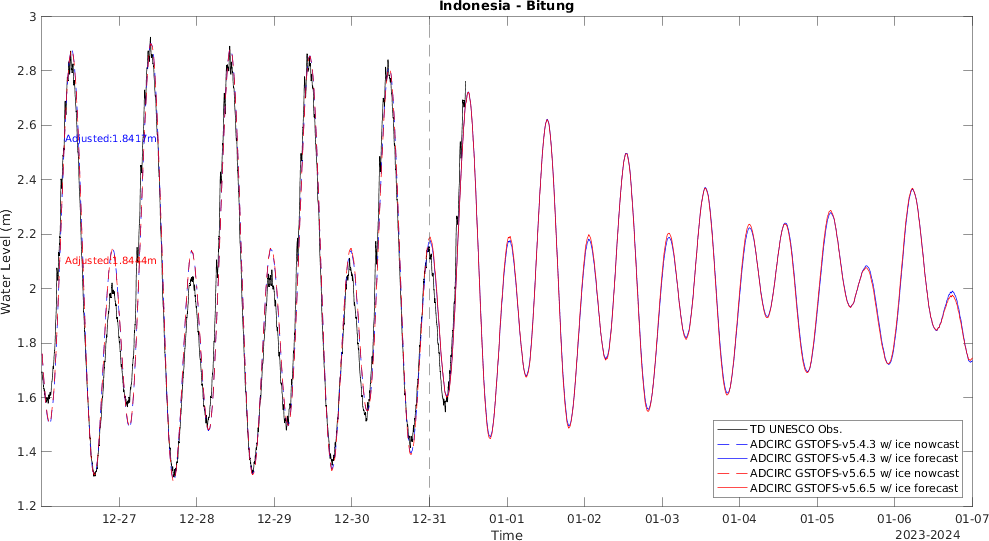 Indonesia - Bitung
Water Level (m)
3
2.8
2.6
2.4
2.2
2
1.8
1.6
1.4
1.2
Adjusted:1.8417m
Adjusted:1.8444m
TD UNESCO Obs.
ADCIRC GSTOFS-v5.4.3 w/ ice nowcast
ADCIRC GSTOFS-v5.4.3 w/ ice forecast
ADCIRC GSTOFS-v5.6.5 w/ ice nowcast
ADCIRC GSTOFS-v5.6.5 w/ ice forecast
12-27 12-28 12-29 12-30 12-31 01-01 01-02 01-03 01-04 01-05 01-06 01-07
Time
2023-2024